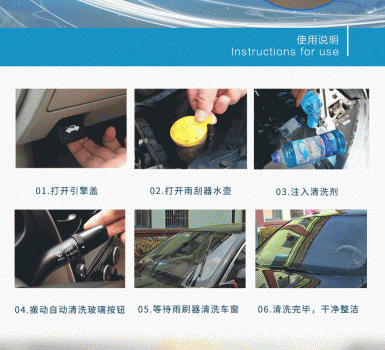 使用说明
Instructions for use
01.打开引擎盖
02.打开雨刮器水壶
03.注入清洗剂
04.搬动自动清洗玻璃按钮
05.等待雨刷器清洗车窗
06.清洗完毕，干净整洁